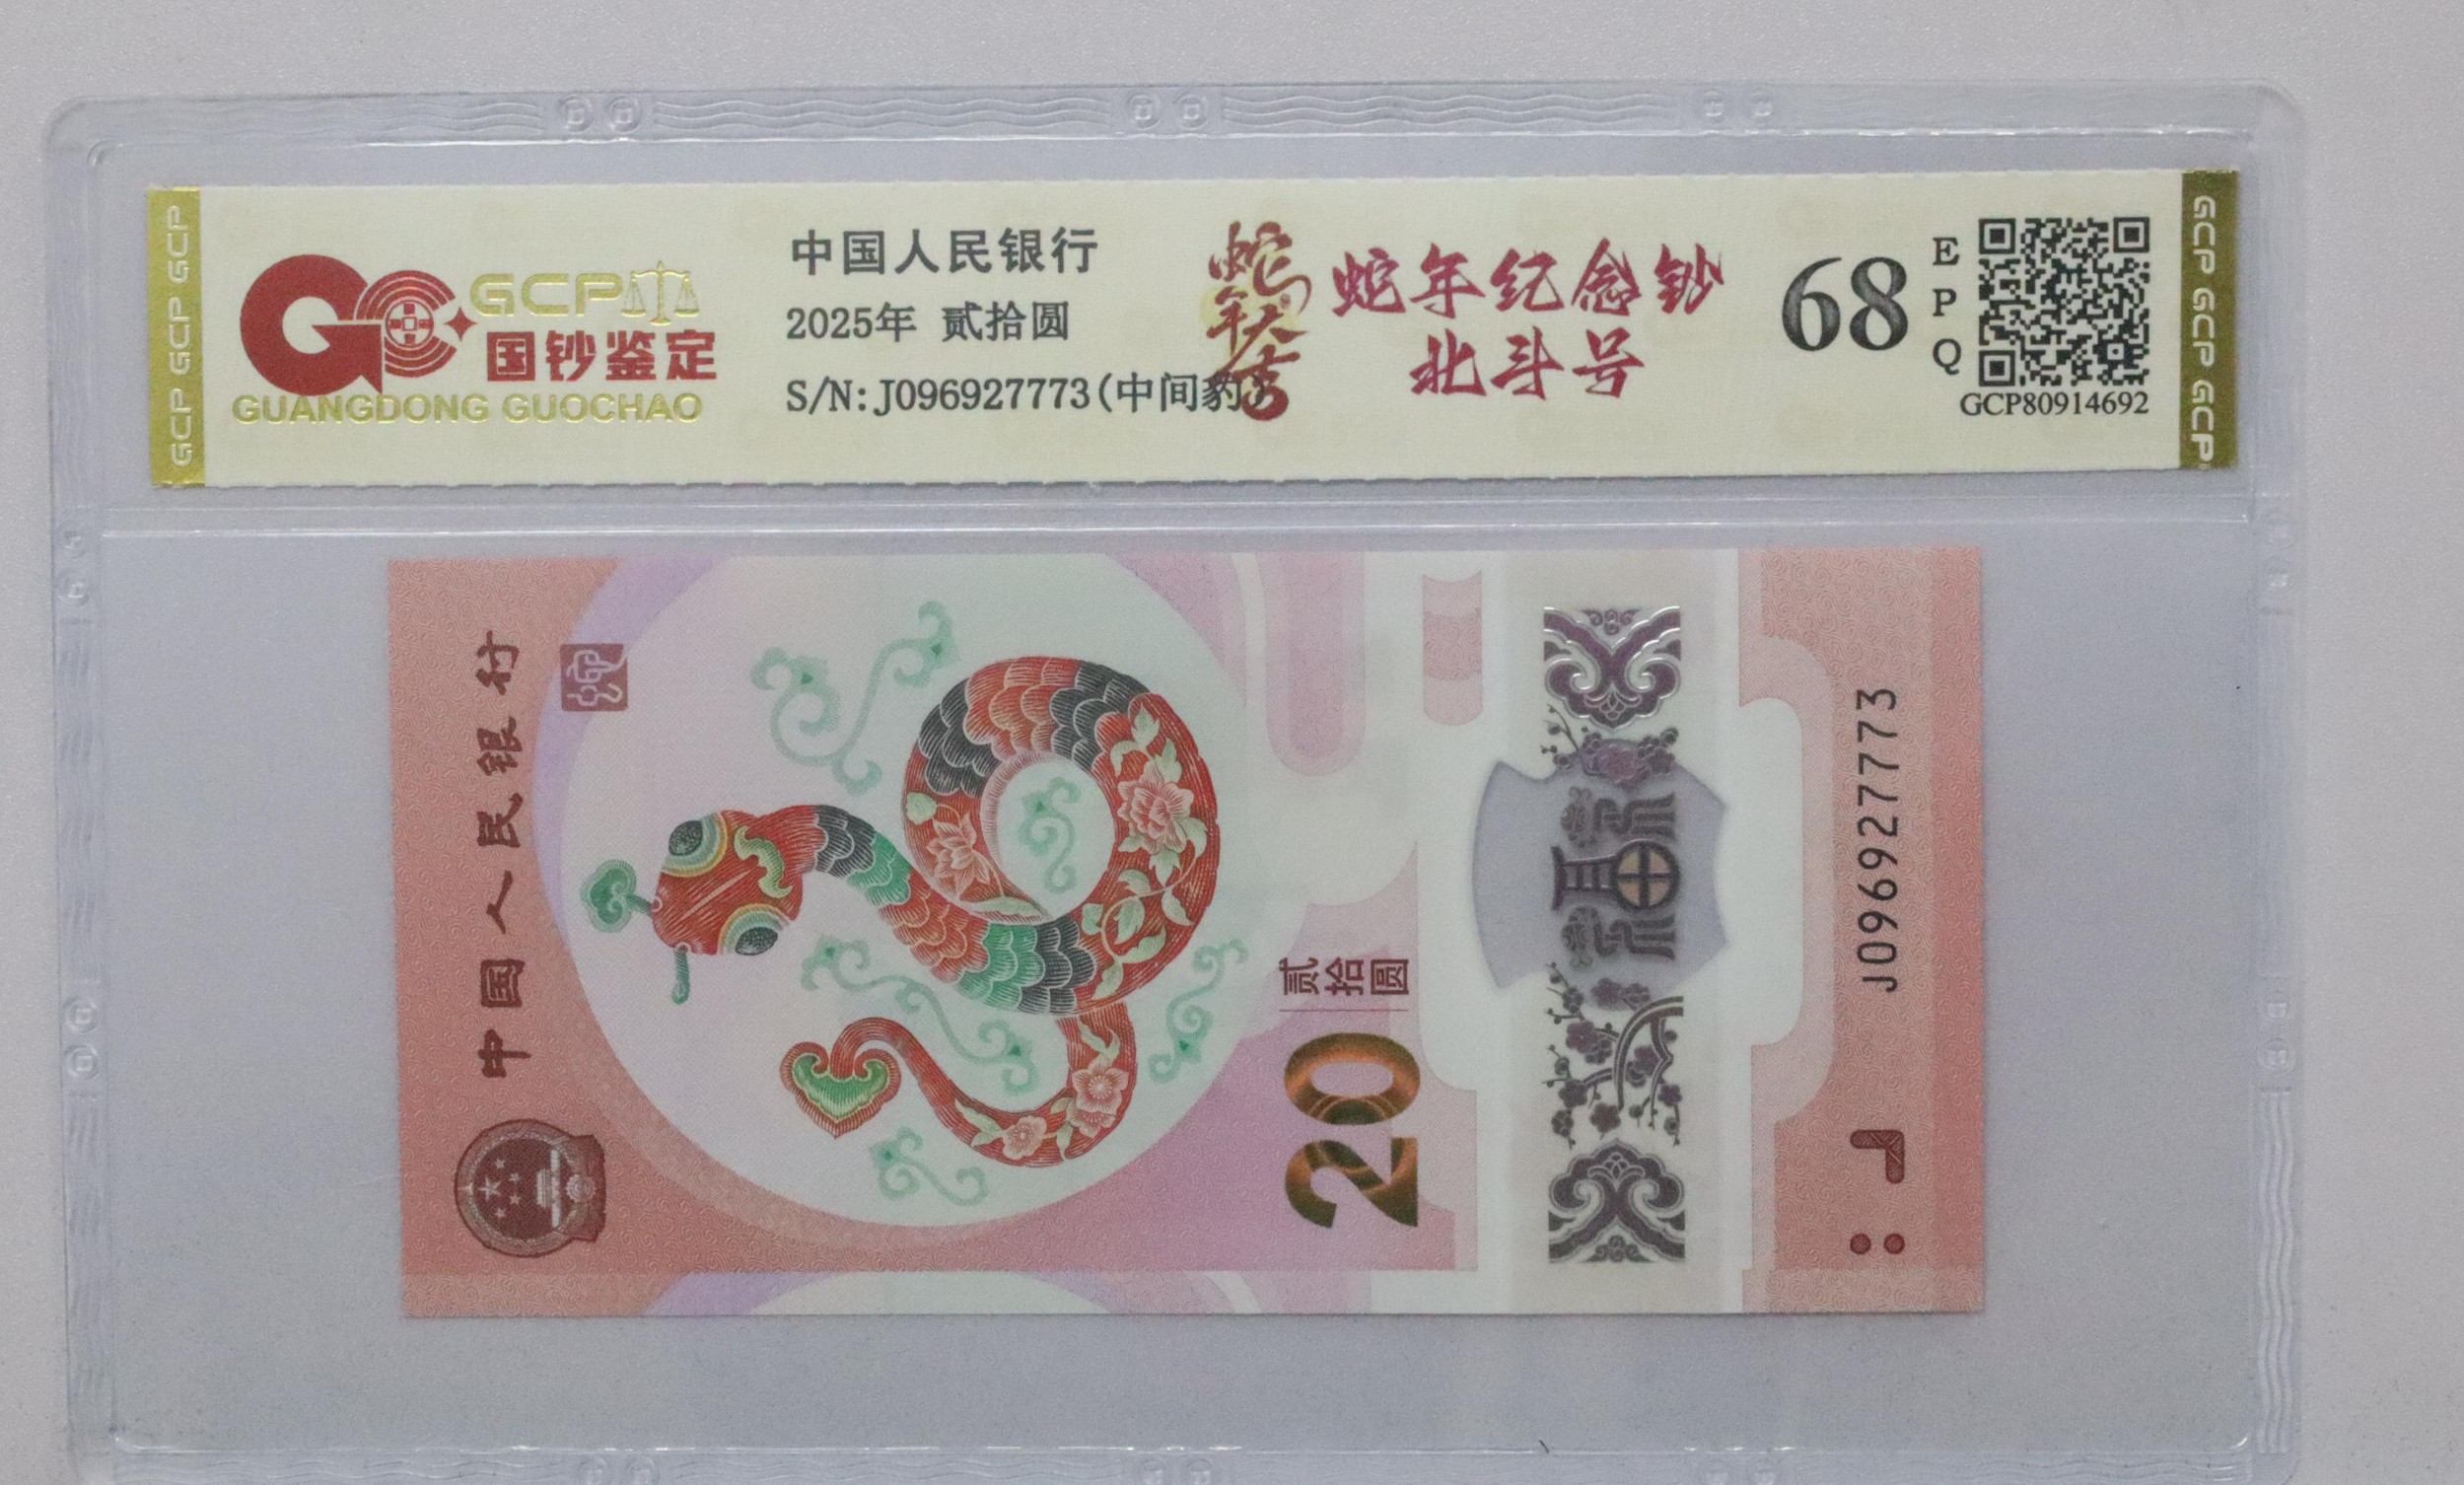 GCP GCP GCP
GCP
国钞鉴定
GUANGDONG GUOCHAO
中国人民银行
2025年 贰拾圆
S/N:J096927773(中间豹)
蛇年大吉
蛇年纪念钞
北斗号
68
EPQ
GCP80914692
GCP GCP GCP
中国人民银行
贰拾圆
20
福
J096927773